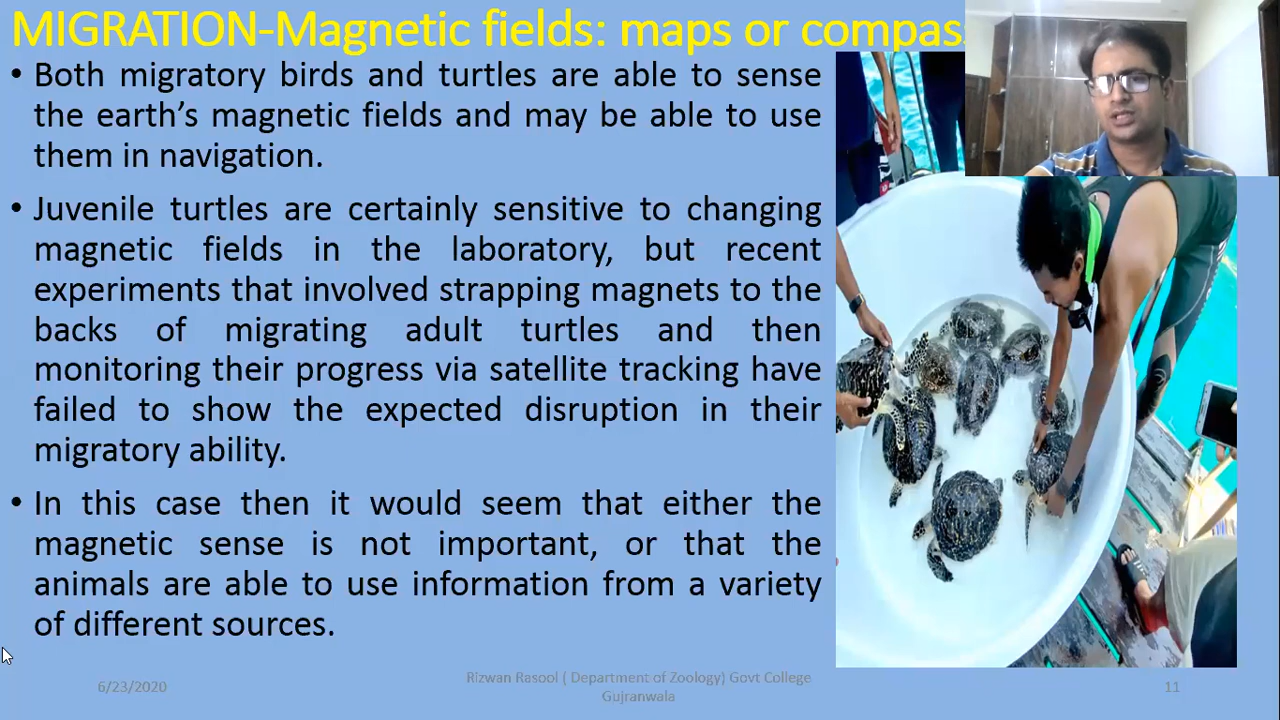 MIGRATION-Magnetic fields: maps or compas
• Both migratory birds and turtles are able to sense
the earth’s magnetic fields and may be able to use
them in navigation.
• Juvenile turtles are certainly sensitive to changing
magnetic fields in the laboratory, but recent
experiments that involved strapping magnets to the
backs of migrating adult turtles and then
monitoring their progress via satellite tracking have
failed to show the expected disruption in their
migratory ability.
• In this case then it would seem that either the
magnetic sense is not important, or that the
animals are able to use information from a variety
of different sources.
6/23/2020
Rizwan Rasool ( Department of Zoology) Govt College
Gujranwala
11